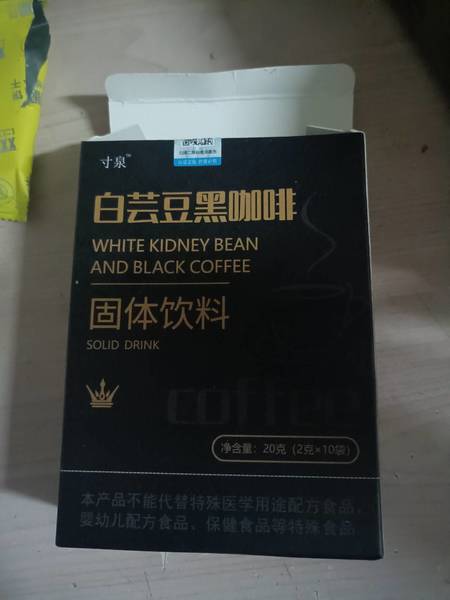 寸泉™
白芸豆黑咖啡
WHITE KIDNEY BEAN
AND BLACK COFFEE
固体饮料
SOLID DRINK
coffee
净含量：20克（2克×10袋）
本产品不能代替特殊医学用途配方食品，
婴幼儿配方食品、保健食品等特殊食品